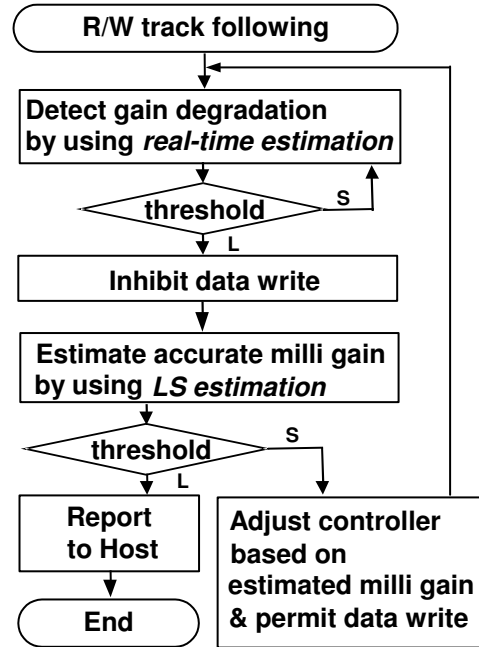 R/W track following
Detect gain degradation
by using real-time estimation
threshold
S
L
Inhibit data write
Estimate accurate milli gain
by using LS estimation
threshold
S
L
Report
to Host
Adjust controller
based on
estimated milli gain
& permit data write
End